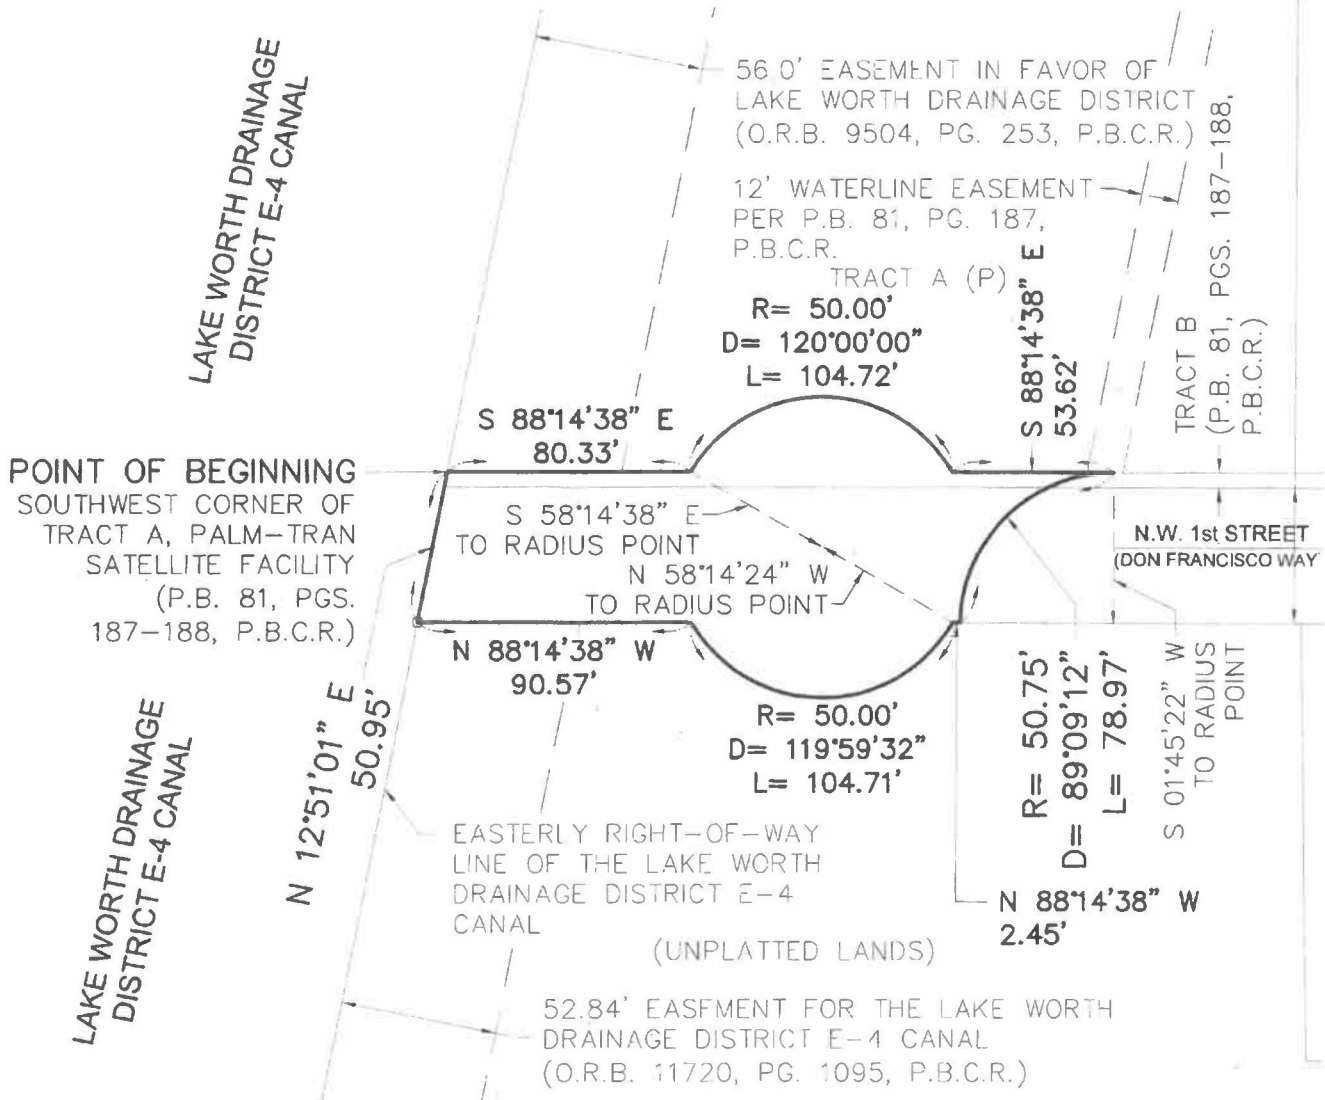 LAKE WORTH DRAINAGE
DISTRICT E-4 CANAL
56.0' EASEMENT IN FAVOR OF
LAKE WORTH DRAINAGE DISTRICT
(O.R.B. 9504, PG. 253, P.B.C.R.)
12' WATERLINE EASEMENT
PER P.B. 81, PG. 187,
P.B.C.R.
TRACT A (P)
R= 50.00'
D= 120°00'00"
L= 104.72'
S 88°14'38" E
53.62'
TRACT B
(P.B. 81, PGS. 187-188,
P.B.C.R.)
S 88°14'38" E
80.33'
POINT OF BEGINNING
SOUTHWEST CORNER OF
TRACT A, PALM-TRAN
SATELLITE FACILITY
(P.B. 81, PGS.
187-188, P.B.C.R.)
S 58°14'38" E
TO RADIUS POINT
N 58°14'24" W
TO RADIUS POINT
N.W. 1st STREET
(DON FRANCISCO WAY
N 88°14'38" W
90.57'
R= 50.00'
D= 119°59'32"
L= 104.71'
R= 50.75'
D= 89°09'12"
L= 78.97'
S 01°45'22" W
TO RADIUS
POINT
N 12°51'01" E
50.95'
LAKE WORTH DRAINAGE
DISTRICT E-4 CANAL
EASTERLY RIGHT-OF-WAY
LINE OF THE LAKE WORTH
DRAINAGE DISTRICT E-4
CANAL
N 88°14'38" W
2.45'
(UNPLATTED LANDS)
52.84' EASEMENT FOR THE LAKE WORTH
DRAINAGE DISTRICT E-4 CANAL
(O.R.B. 11720, PG. 1095, P.B.C.R.)